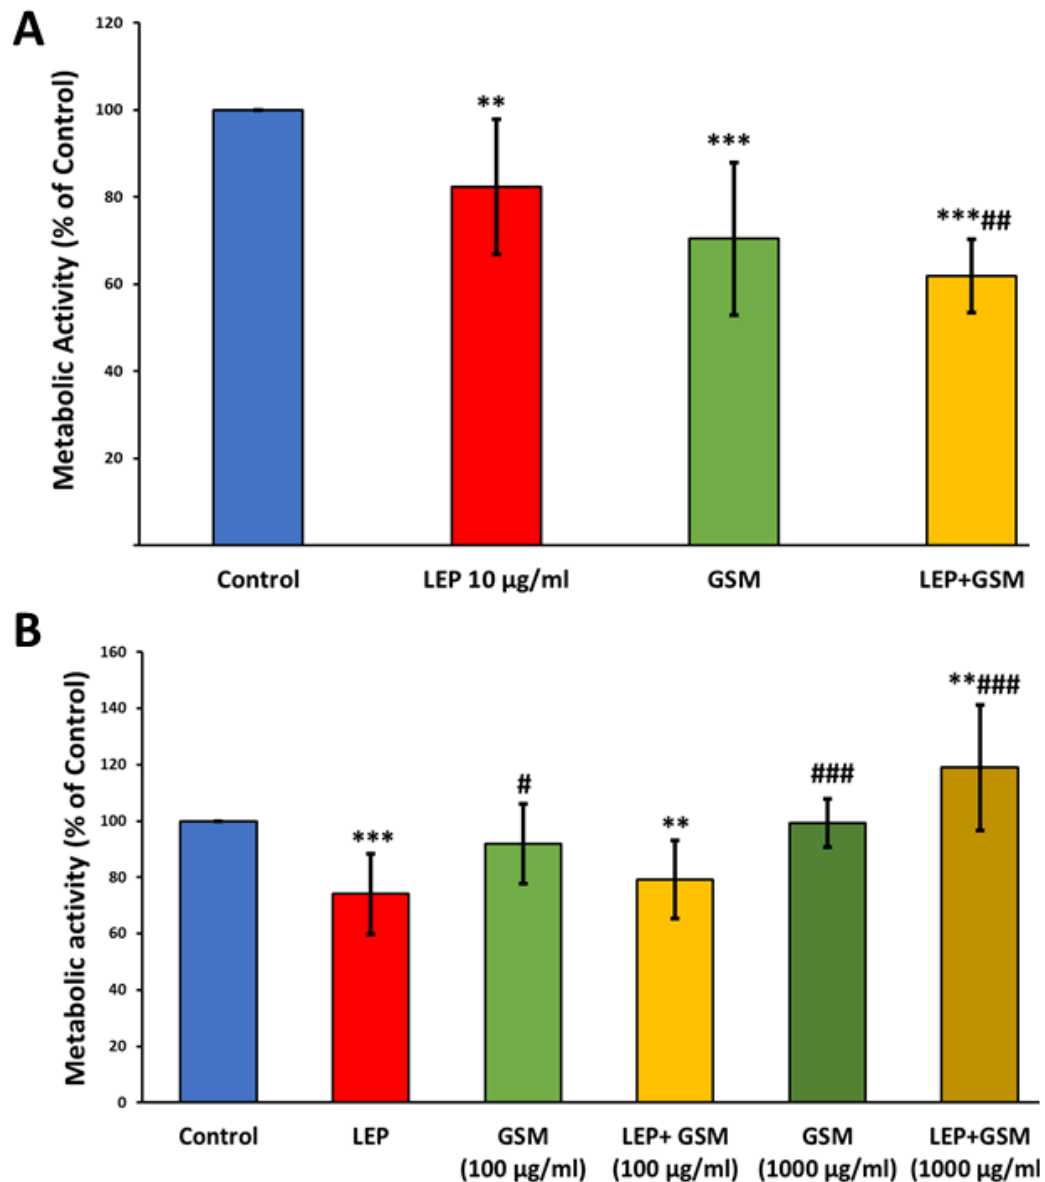 A
Metabolic Activity (% of Control)
120
100
80
60
40
20
**
***
***##
Control
LEP 10 µg/ml
GSM
LEP+GSM
B
Metabolic activity (% of Control)
160
140
120
100
80
60
40
20
0
***
#
**
###
**###
Control
LEP
GSM
(100 µg/ml)
LEP+ GSM
(100 µg/ml)
GSM
(1000 µg/ml)
LEP+GSM
(1000 µg/ml